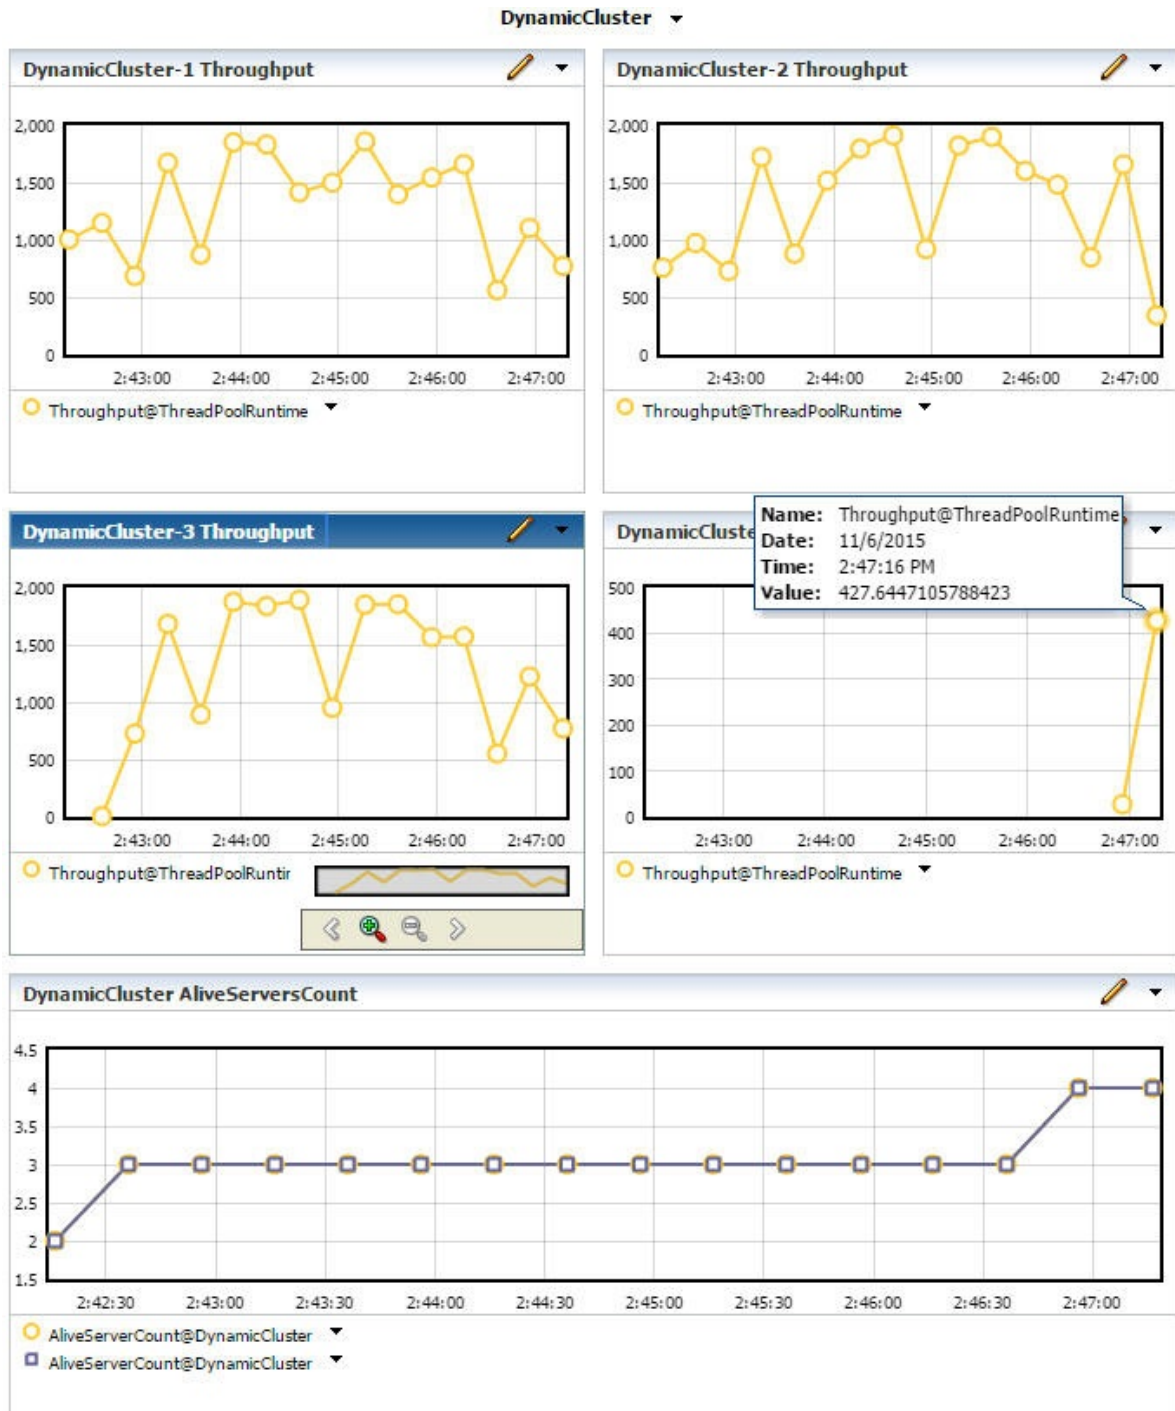 DynamicCluster
DynamicCluster-1 Throughput
2,000
1,500
1,000
500
0
2:43:00 2:44:00 2:45:00 2:46:00 2:47:00
Throughput@ThreadPoolRuntime
DynamicCluster-2 Throughput
2,000
1,500
1,000
500
0
2:43:00 2:44:00 2:45:00 2:46:00 2:47:00
Throughput@ThreadPoolRuntime
DynamicCluster-3 Throughput
2,000
1,500
1,000
500
0
2:43:00 2:44:00 2:45:00 2:46:00 2:47:00
Throughput@ThreadPoolRuntir
DynamicCluste
Name: Throughput@ThreadPoolRuntime
Date: 11/6/2015
Time: 2:47:16 PM
Value: 427.6447105788423
500
400
300
200
100
0
2:43:00 2:44:00 2:45:00 2:46:00 2:47:00
Throughput@ThreadPoolRuntime
DynamicCluster AliveServersCount
4.5
4
3.5
3
2.5
2
1.5
2:42:30 2:43:00 2:43:30 2:44:00 2:44:30 2:45:00 2:45:30 2:46:00 2:46:30 2:47:00
AliveServerCount@DynamicCluster
AliveServerCount@DynamicCluster